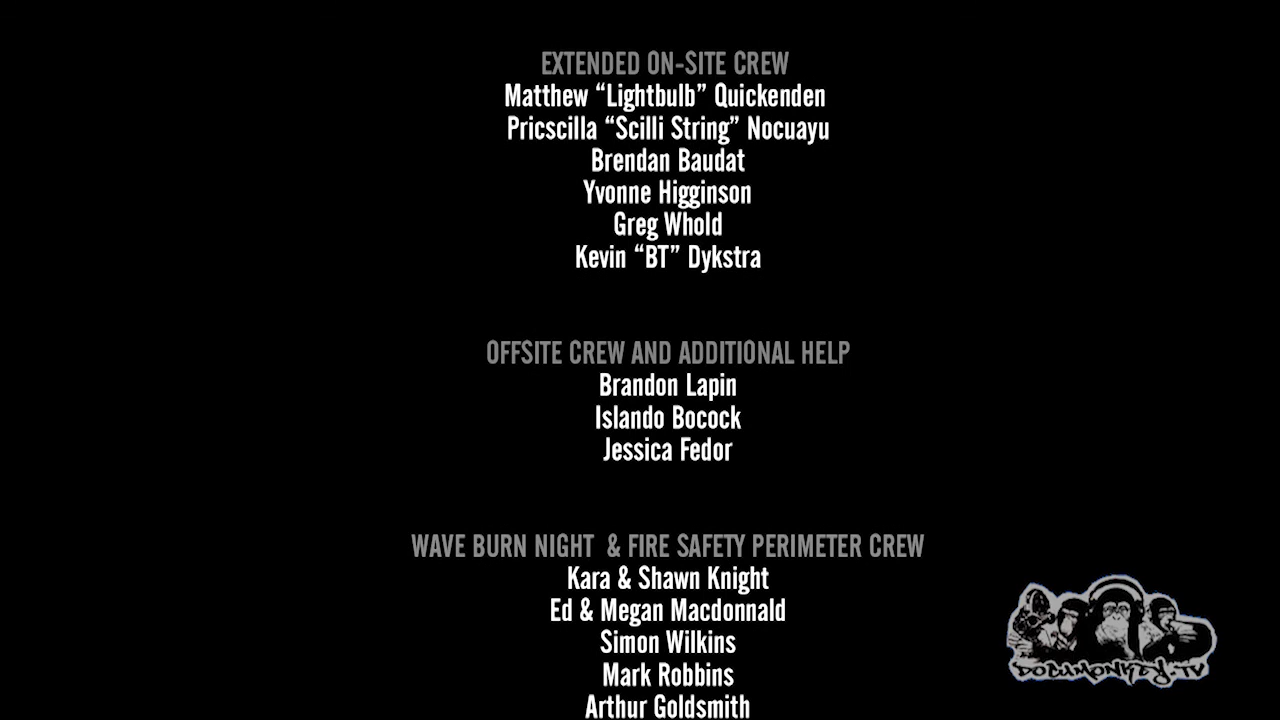 EXTENDED ON-SITE CREW
Matthew “Lightbulb” Quickenden
Pricscilla “Scilli String” Nocuayu
Brendan Baudat
Yvonne Higginson
Greg Whold
Kevin “BT” Dykstra
OFFSITE CREW AND ADDITIONAL HELP
Brandon Lapin
Islando Bocock
Jessica Fedor
WAVE BURN NIGHT  & FIRE SAFETY PERIMETER CREW
Kara & Shawn Knight
Ed & Megan Macdonnald
Simon Wilkins
Mark Robbins
Arthur Goldsmith
DOCUMONKEY.TV